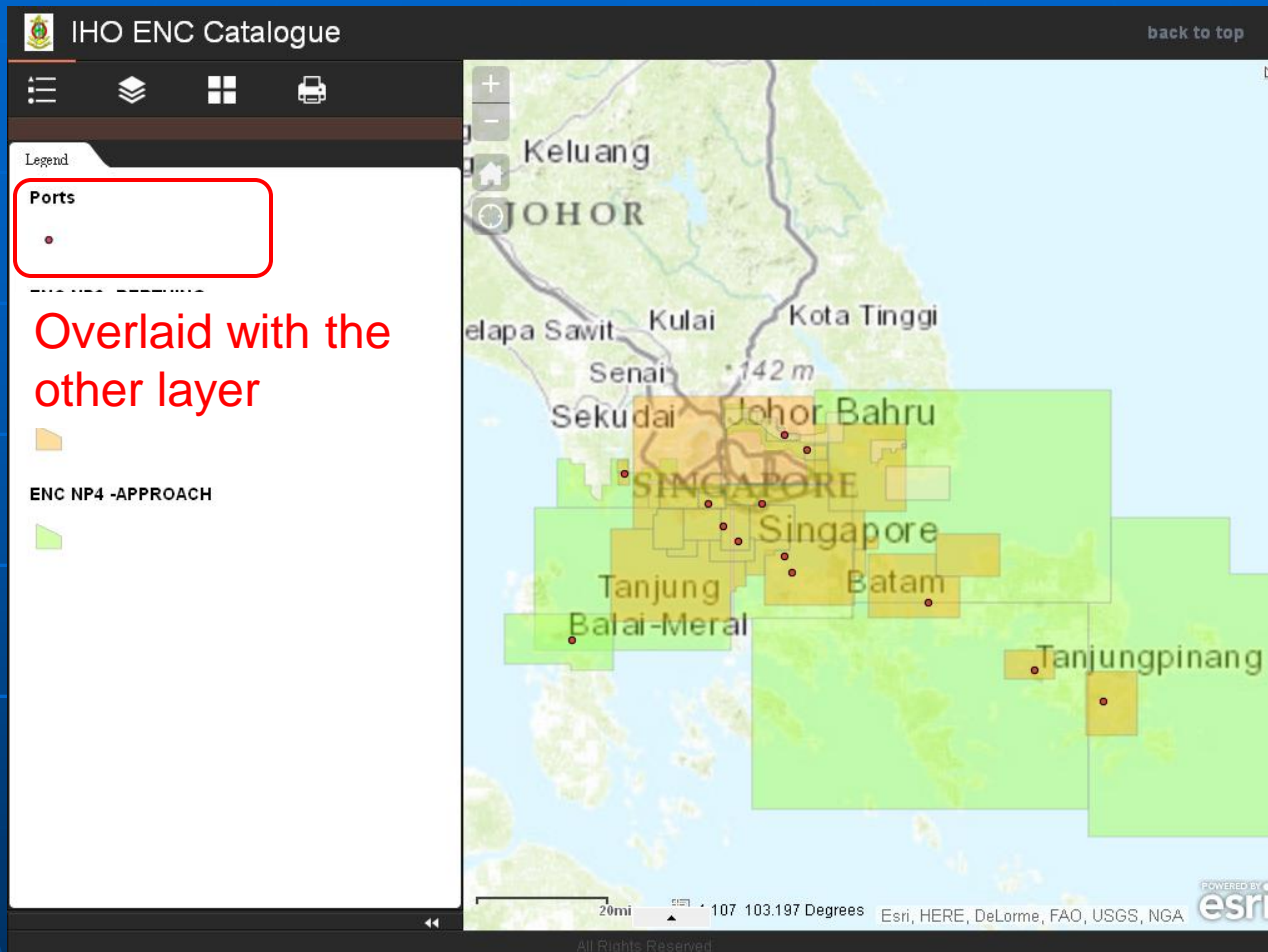 IHO ENC Catalogue
back to top
Legend
Ports
Overlaid with the
other layer
ENC NP4 -APPROACH
Keluang
JOHOR
elapa Sawit
Kulai
Kota Tinggi
Senai
142 m
Sekudai
Johor Bahru
SINGAPORE
Singapore
Tanjung
Balai-Meral
Batam
Tanjungpinang
20mi
107 103.197 Degrees
Esri, HERE, DeLorme, FAO, USGS, NGA
POWERED BY
esri
All Rights Reserved